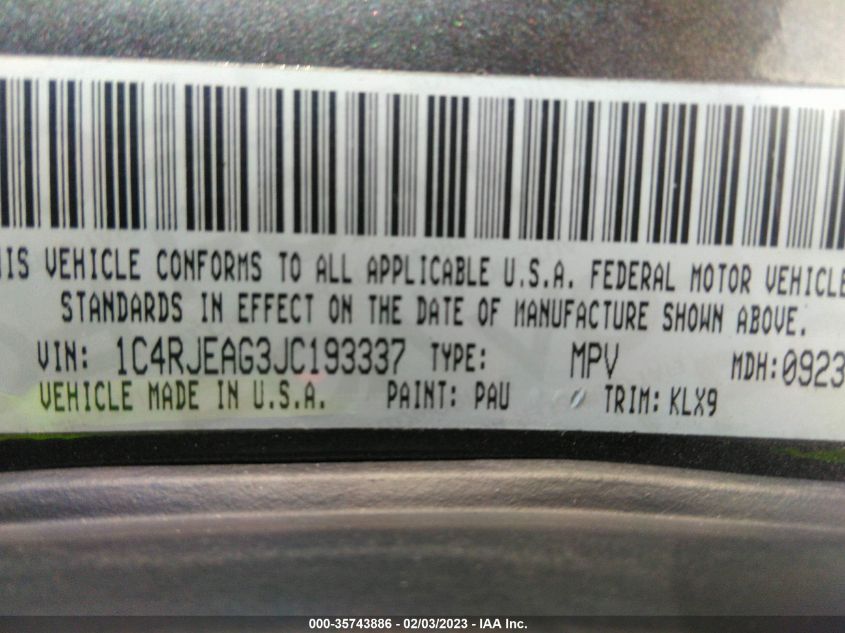 HIS VEHICLE CONFORMS TO ALL APPLICABLE U.S.A. FEDERAL MOTOR VEHICLE
STANDARDS IN EFFECT ON THE DATE OF MANUFACTURE SHOWN ABOVE.
VIN: 1C4RJEAG3JC193337 TYPE: MPV MDH:0923
VEHICLE MADE IN U.S.A. PAINT: PAU TRIM: KLX9
000-35743886 - 02/03/2023 - IAA Inc.